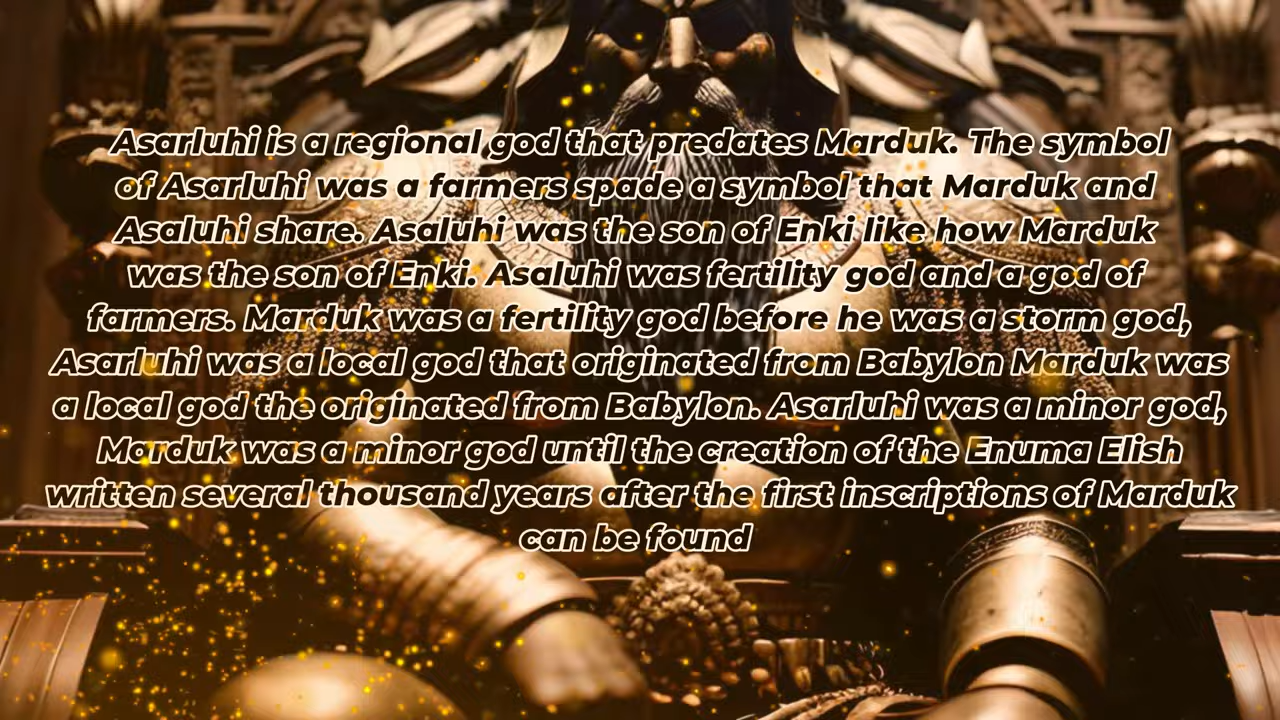 Asarluhi is a regional god that predates Marduk. The symbol
of Asarluhi was a farmers spade a symbol that Marduk and
Asaluhi share. Asaluhi was the son of Enki like how Marduk
was the son of Enki. Asaluhi was fertility god and a god of
farmers. Marduk was a fertility god before he was a storm god,
Asarluhi was a local god that originated from Babylon Marduk was
a local god the originated from Babylon. Asarluhi was a minor god,
Marduk was a minor god until the creation of the Enuma Elish
written several thousand years after the first inscriptions of Marduk
can be found